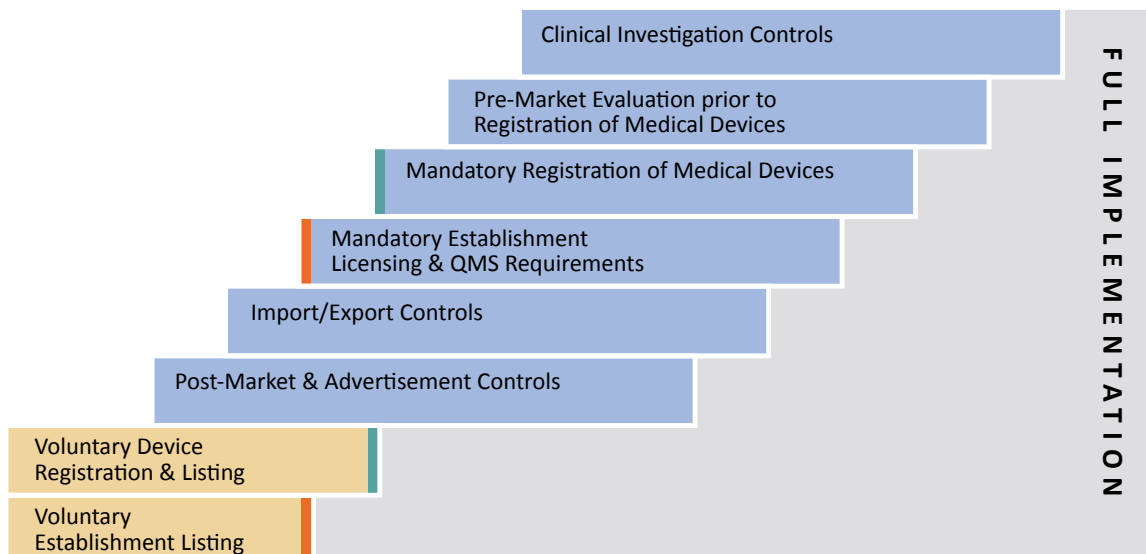 Clinical Investigation Controls
Pre-Market Evaluation prior to
Registration of Medical Devices
Mandatory Registration of Medical Devices
Mandatory Establishment
Licensing & QMS Requirements
Import/Export Controls
Post-Market & Advertisement Controls
Voluntary Device
Registration & Listing
Voluntary
Establishment Listing
FULL IMPLEMENTATION